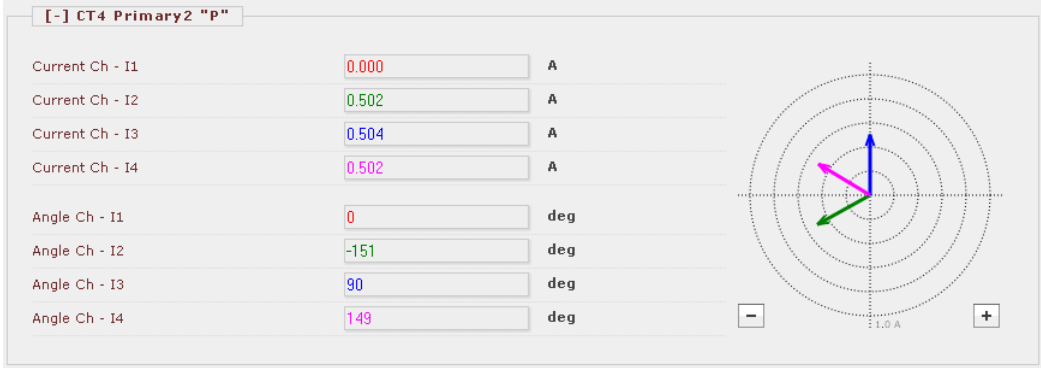 [-] CT4 Primary2 "P"
Current Ch - I1 0.000 A
Current Ch - I2 0.502 A
Current Ch - I3 0.504 A
Current Ch - I4 0.502 A
Angle Ch - I1 0 deg
Angle Ch - I2 -151 deg
Angle Ch - I3 90 deg
Angle Ch - I4 149 deg
- 1.0 A +